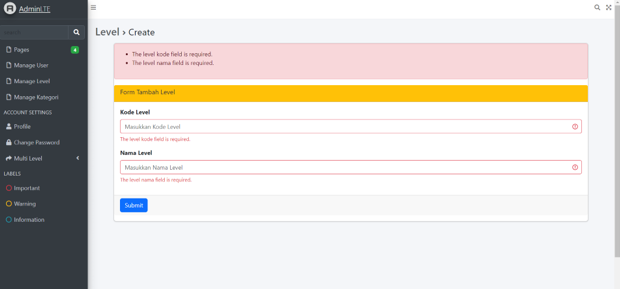 AdminLTE
search
Pages
4
Manage User
Manage Level
Manage Kategori
ACCOUNT SETTINGS
Profile
Change Password
Multi Level
LABELS
Important
Warning
Information
Level > Create
The level kode field is required.
The level nama field is required.
Form Tambah Level
Kode Level
Masukkan Kode Level
The level kode field is required.
Nama Level
Masukkan Nama Level
The level nama field is required.
Submit